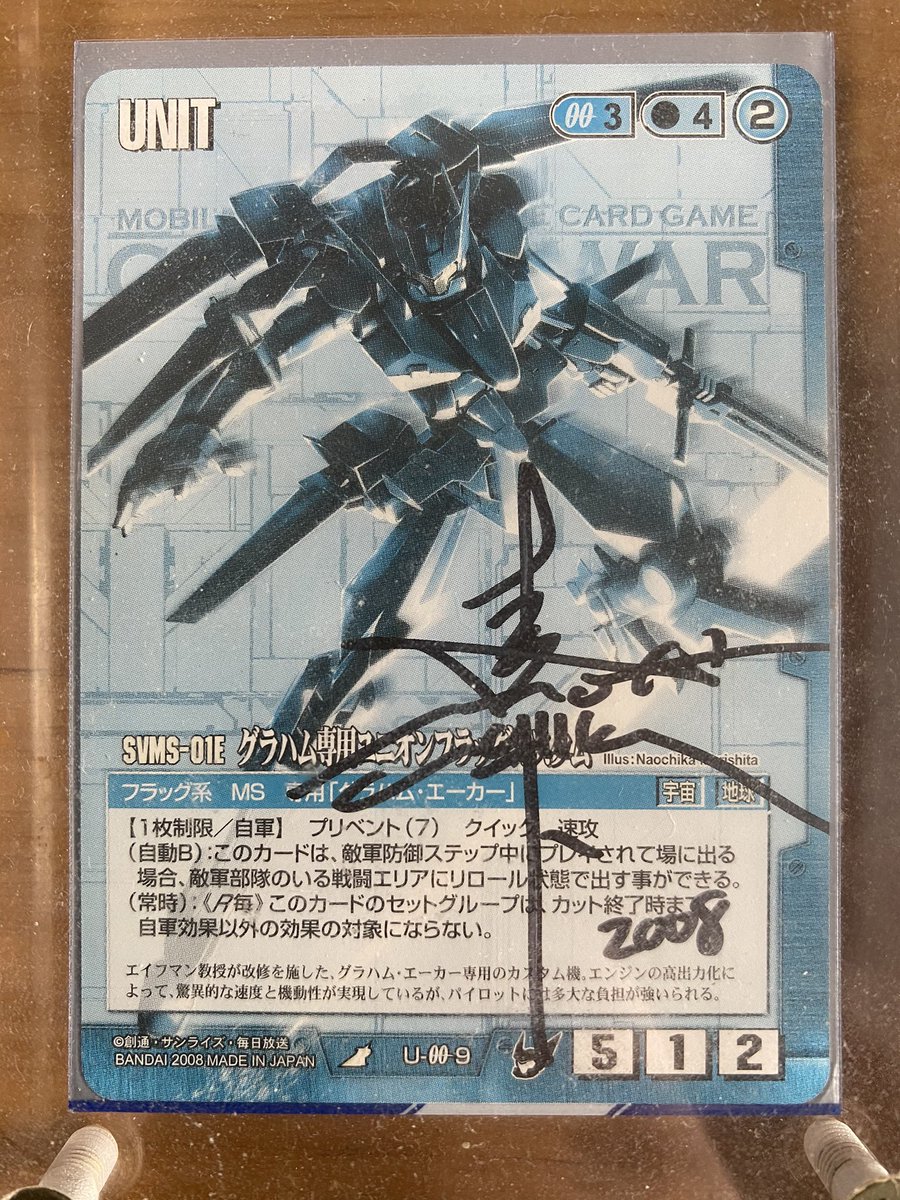 UNIT
00 3 4 2
MOBIL E CARD GAME
WAR
SVMS-01E グラハム専用ユニオンフラッグカスタム
Illus:Naochika Morishita
フラッグ系 MS 専用「グラハム・エーカー」 宇宙 地球
【1枚制限/自軍】 プリベント(7) クイック 速攻
(自動B):このカードは、敵軍防御ステップ中にプレイされて場に出る
場合、敵軍部隊のいる戦闘エリアにリロール状態で出す事ができる。
(常時):《R毎》このカードのセットグループは、カット終了時まで
自軍効果以外の効果の対象にならない。
2008
エイフマン教授が改修を施した、グラハム・エーカー専用のカスタム機。エンジンの高出力化に
よって、驚異的な速度と機動性が実現しているが、パイロットには多大な負担が強いられる。
©創通・サンライズ・毎日放送
BANDAI 2008 MADE IN JAPAN
U-00-9
5 1 2